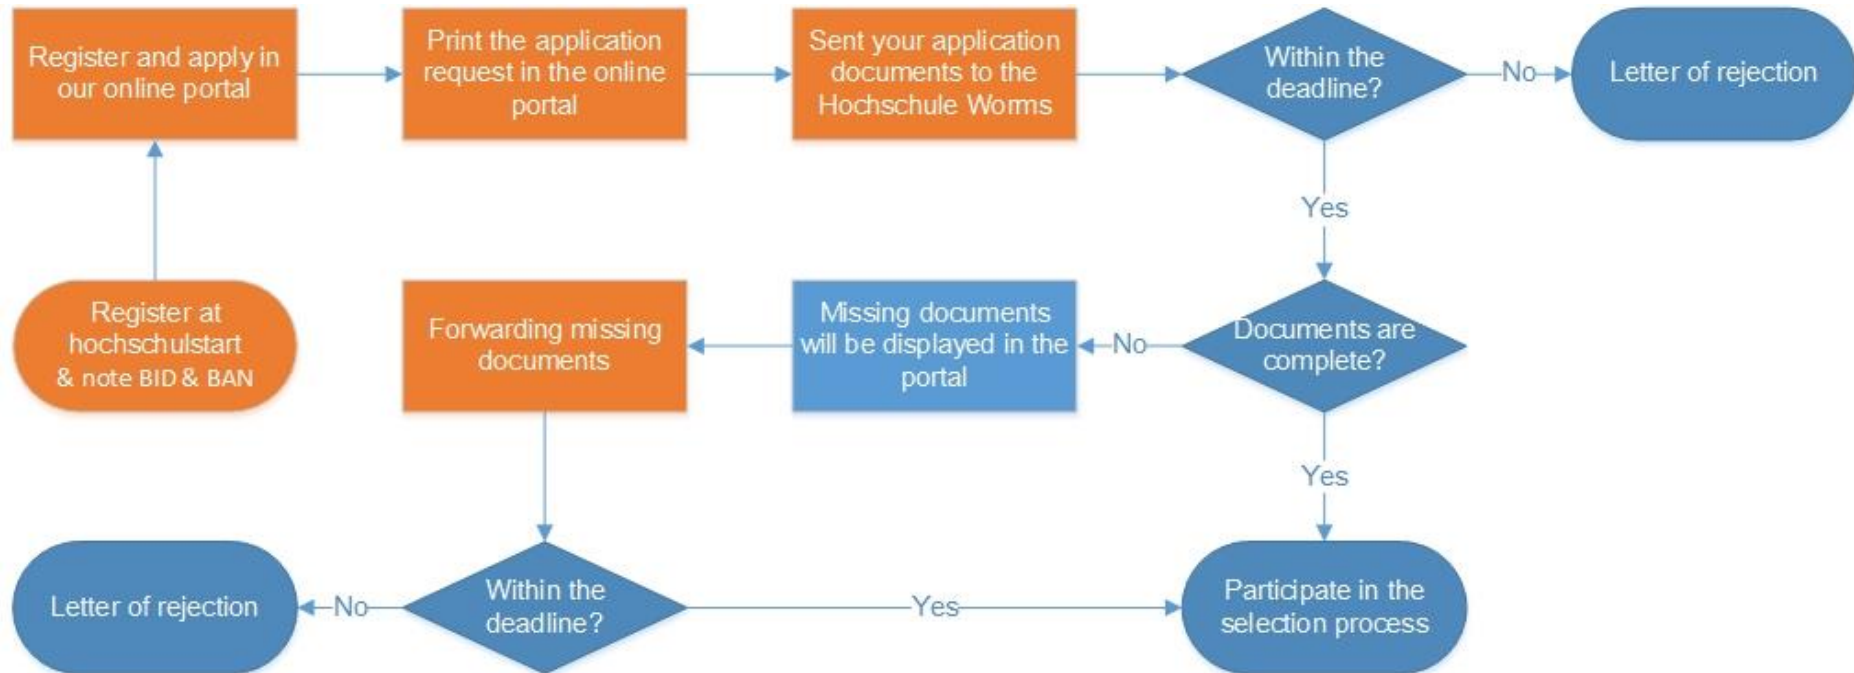 Register and apply in
our online portal
Print the application
request in the online
portal
Sent your application
documents to the
Hochschule Worms
Within the
deadline?
No
Letter of rejection
Yes
Register at
hochschulstart
& note BID & BAN
Forwarding missing
documents
Missing documents
will be displayed in the
portal
No
Documents are
complete?
Yes
Letter of rejection
No
Within the
deadline?
Yes
Participate in the
selection process